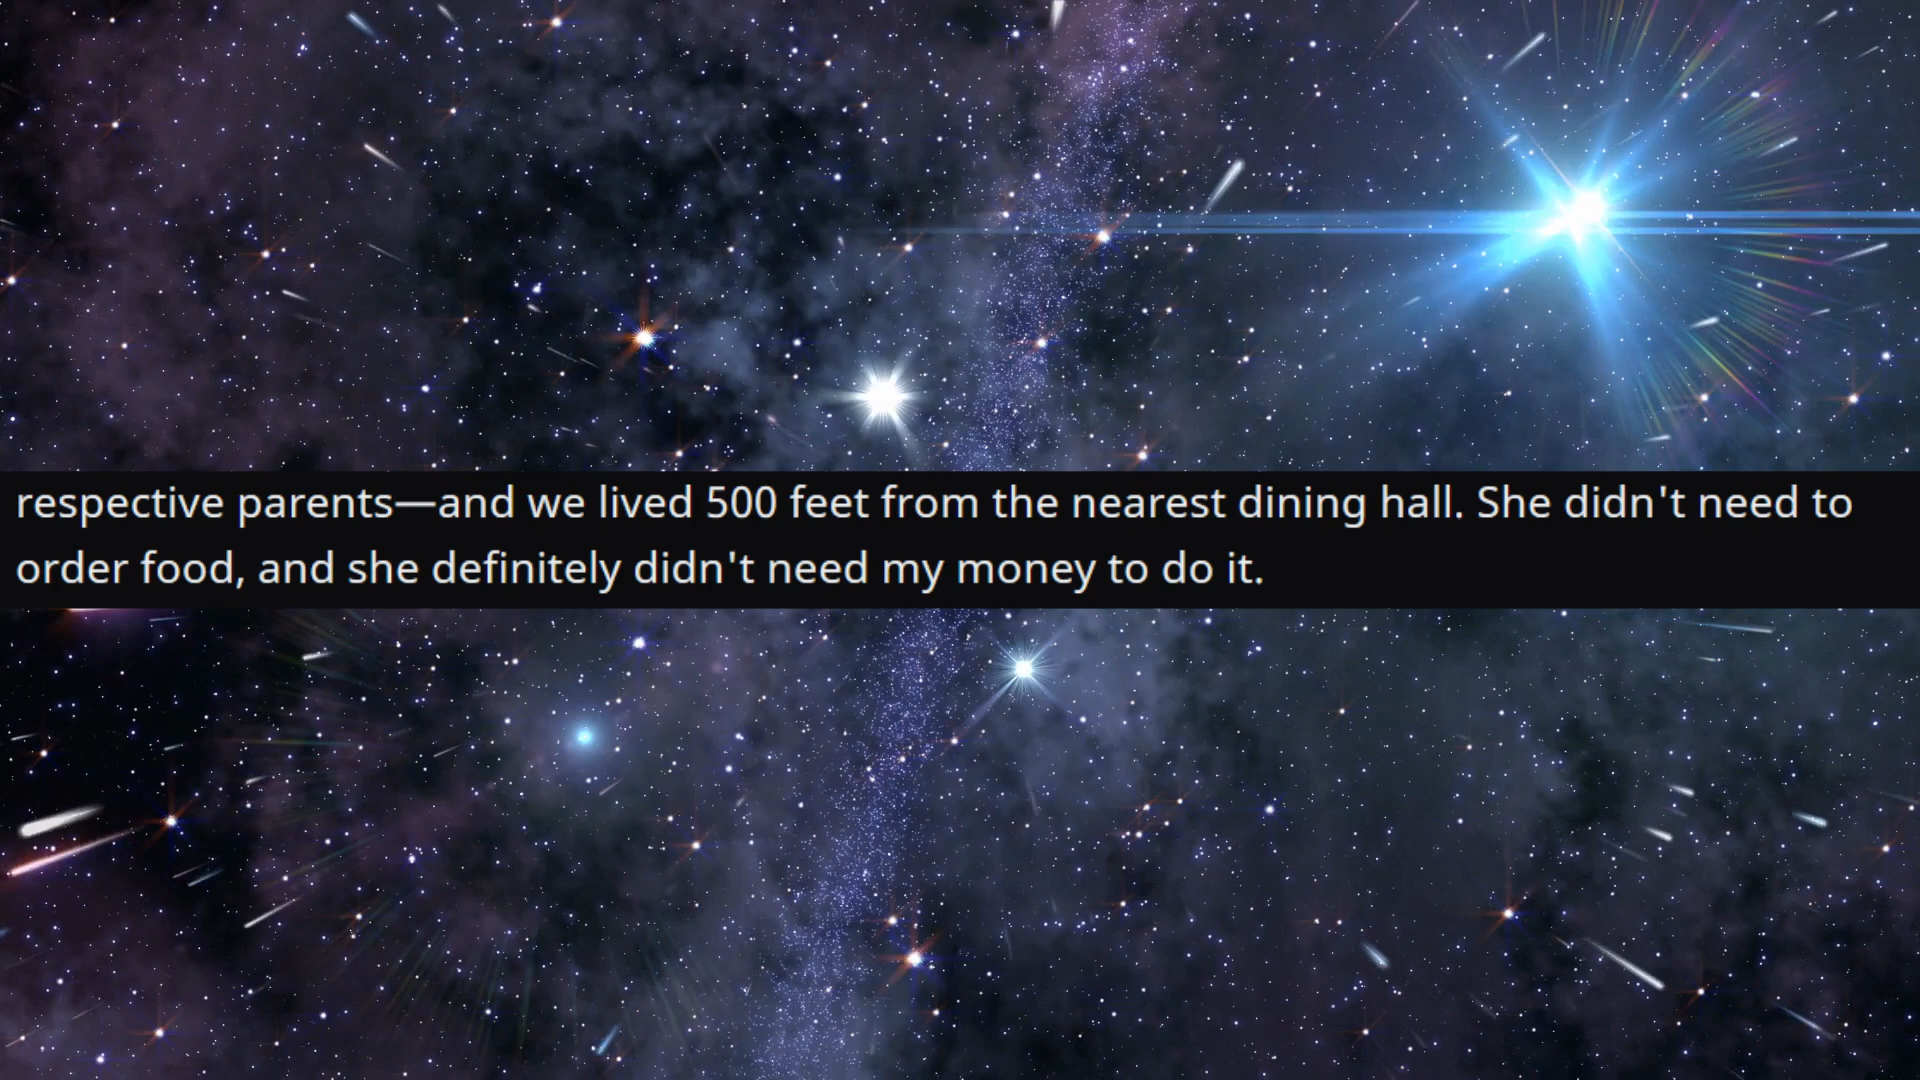 respective parents—and we lived 500 feet from the nearest dining hall. She didn't need to
order food, and she definitely didn't need my money to do it.